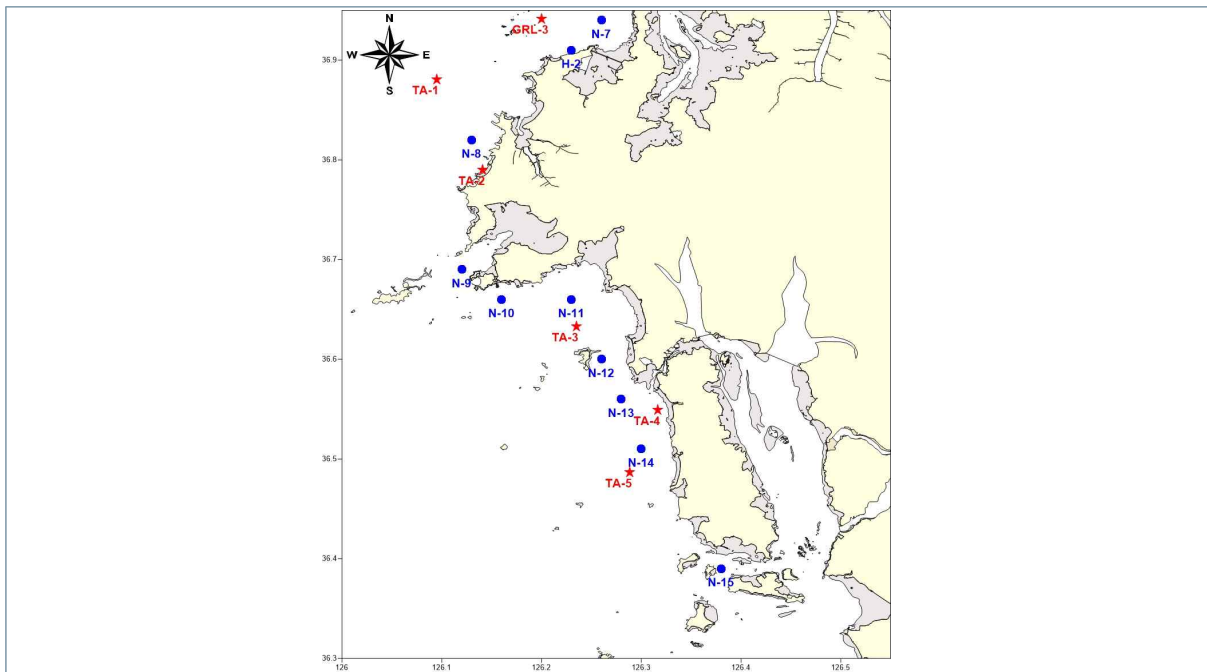 N
W E
S
GRL-3
N-7
H-2
36.9
TA-1
N-8
36.8
TA-2
36.7
N-9
N-10 N-11
TA-3
36.6
N-12
N-13
TA-4
36.5
N-14
TA-5
36.4
N-15
36.3
126 126.1 126.2 126.3 126.4 126.5